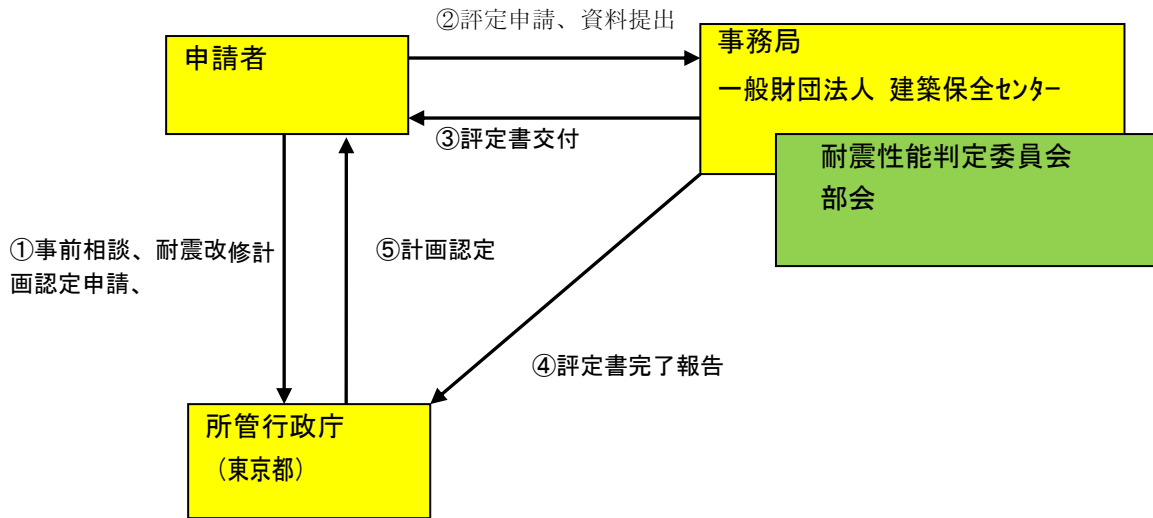 ②評定申請、資料提出
申請者
事務局
一般財団法人 建築保全センター
③評定書交付
耐震性能判定委員会
部会
①事前相談、耐震改修計
画認定申請、
⑤計画認定
④評定書完了報告
所管行政庁
（東京都）